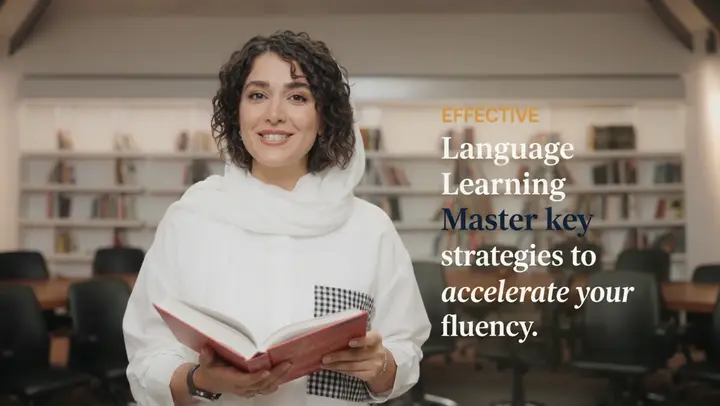 EFFECTIVE
Language
Learning
Master key
strategies to
accelerate your
fluency.